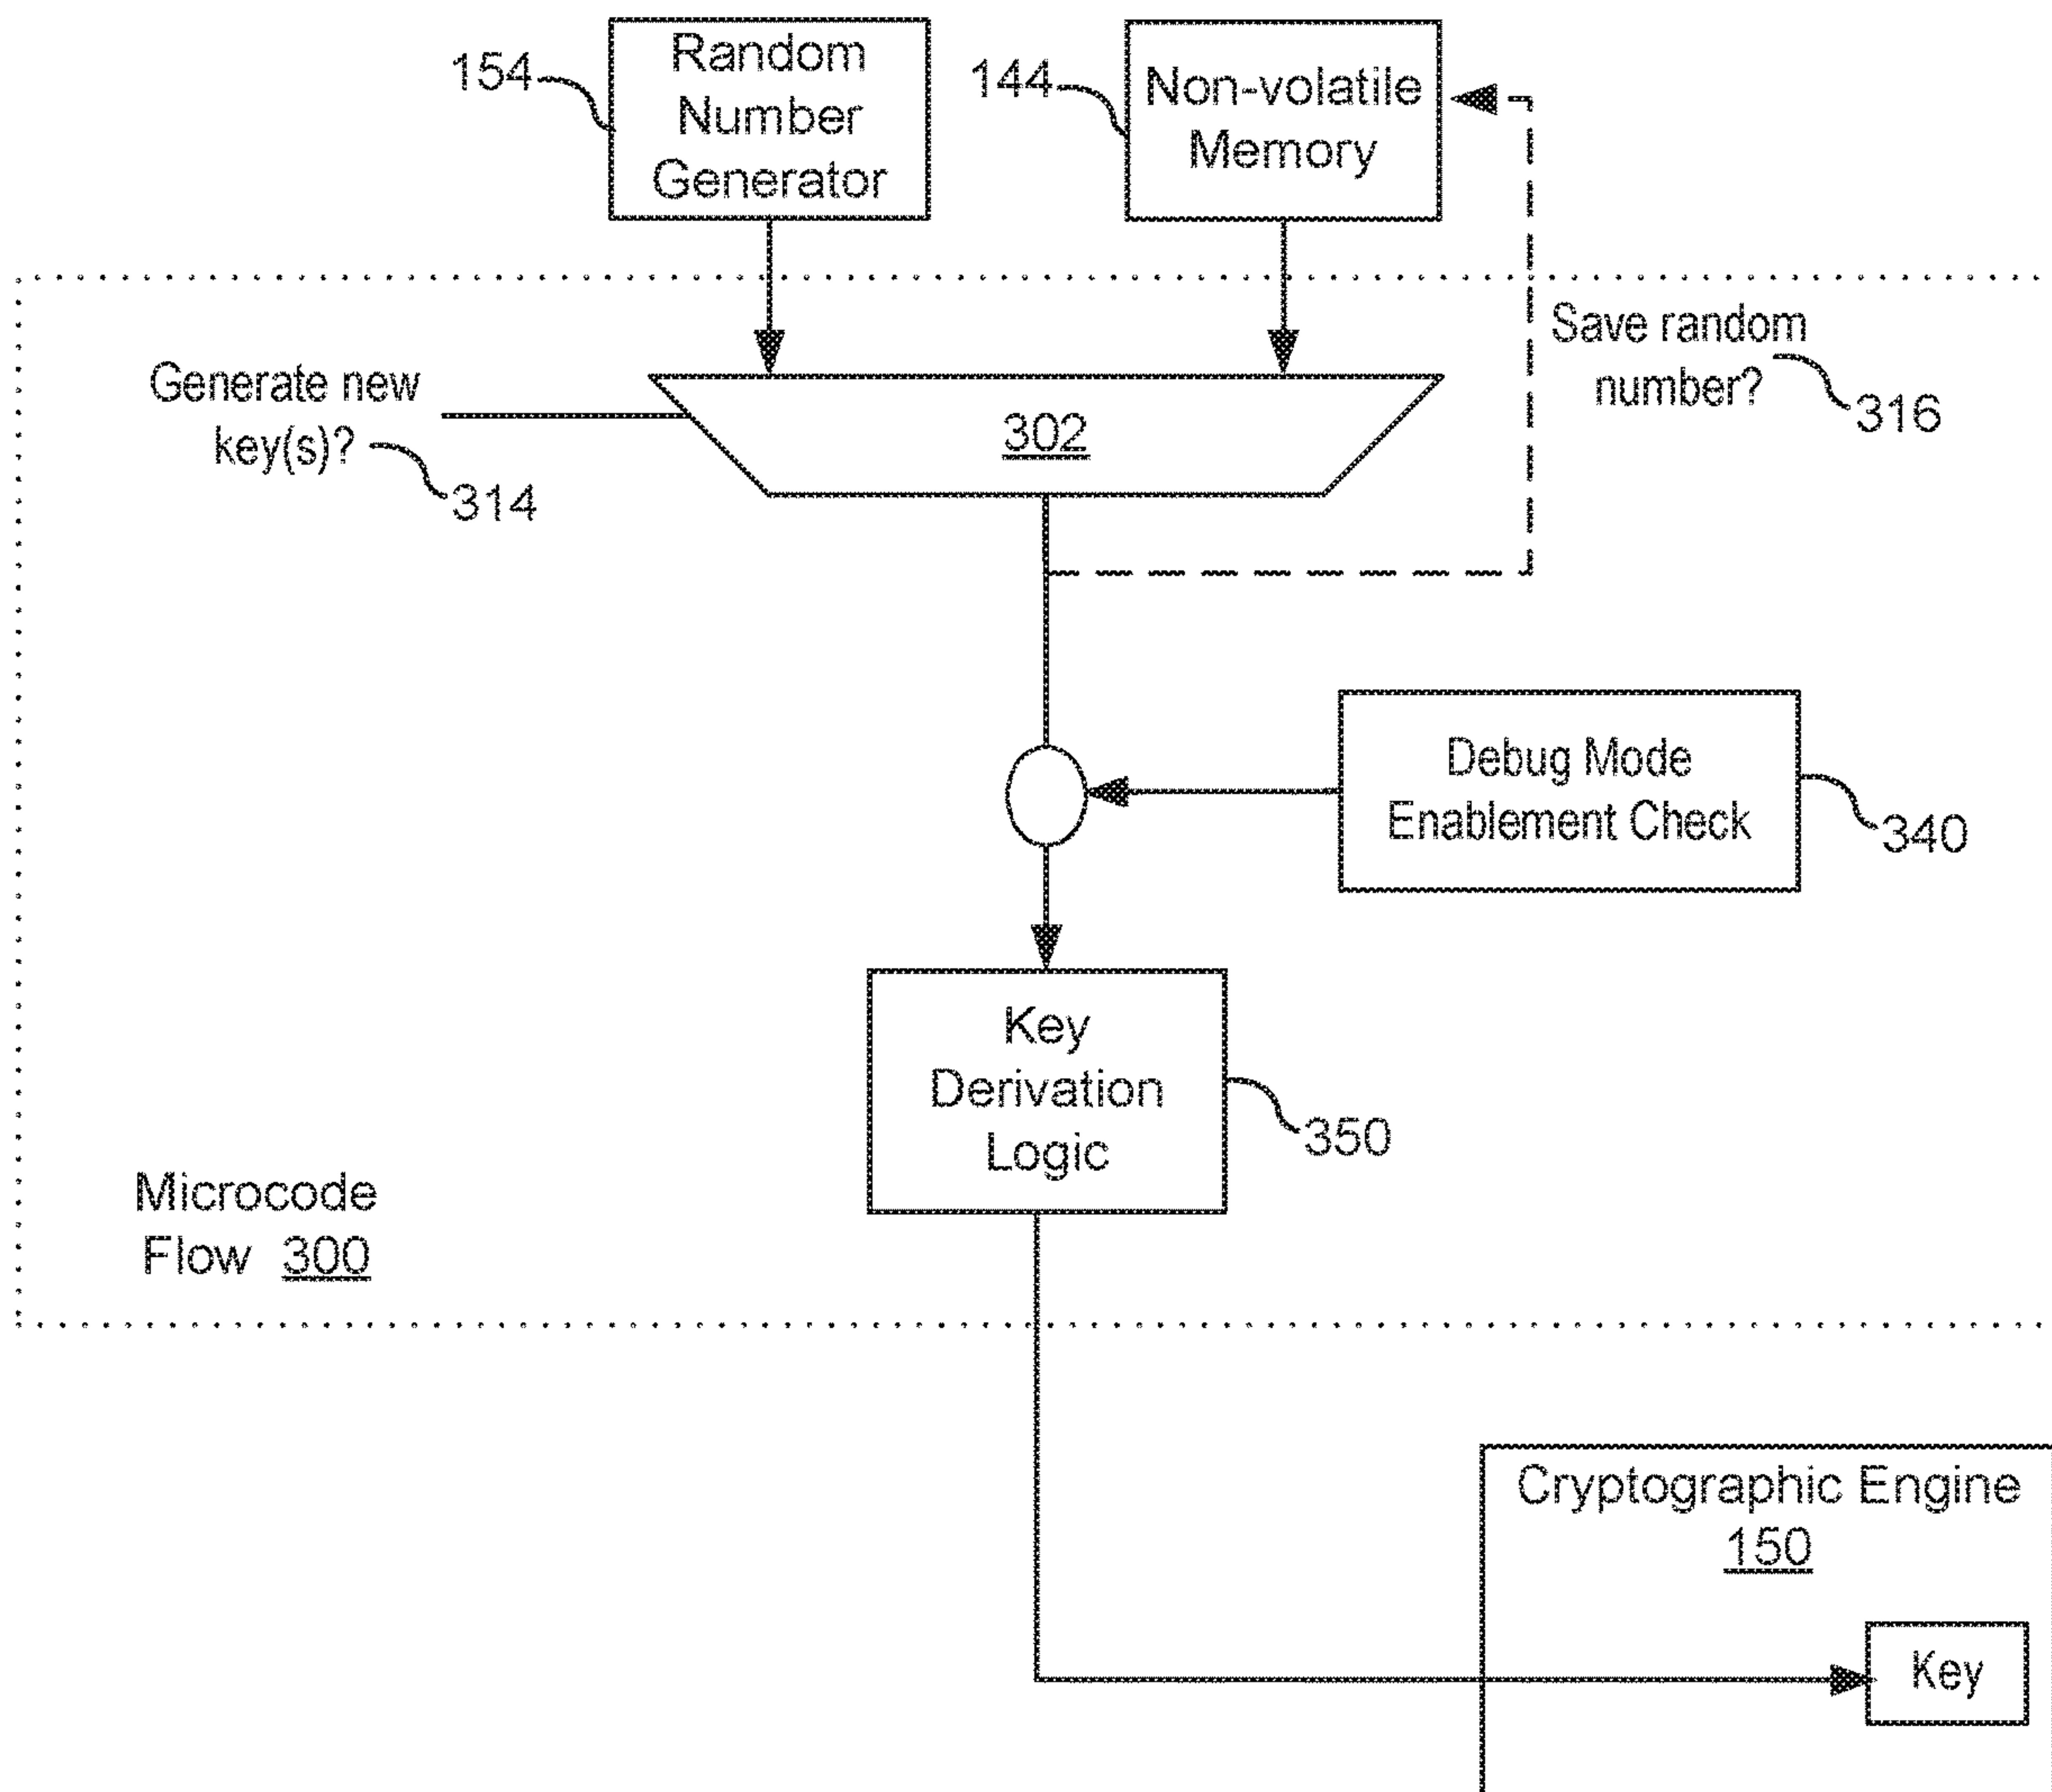 154
Random
Number
Generator
144
Non-volatile
Memory
Save random
number?
316
Generate new
key(s)?
314
302
Debug Mode
Enablement Check
340
Key
Derivation
Logic
350
Microcode
Flow 300
Cryptographic Engine
150
Key